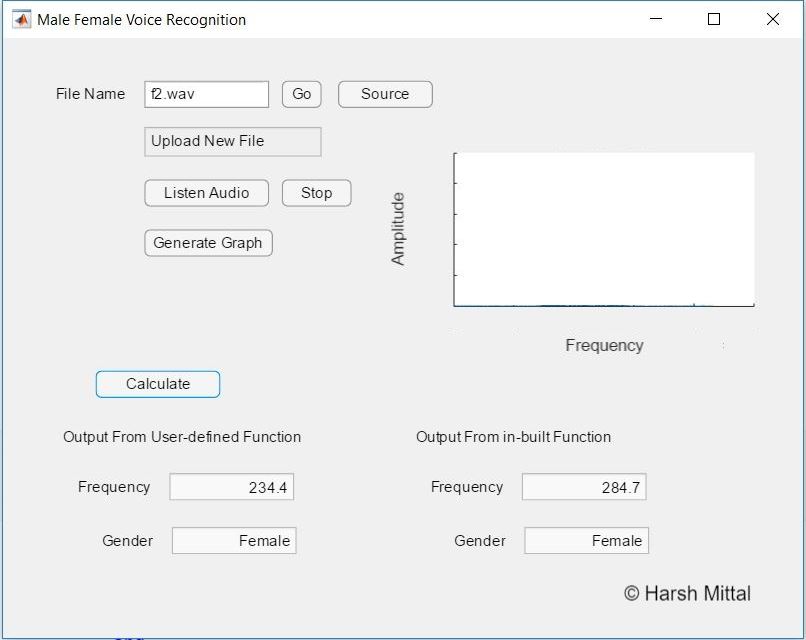 Male Female Voice Recognition
File Name f2.wav Go Source
Upload New File
Listen Audio Stop
Generate Graph
Amplitude
Frequency
Calculate
Output From User-defined Function Output From in-built Function
Frequency 234.4 Frequency 284.7
Gender Female Gender Female
© Harsh Mittal